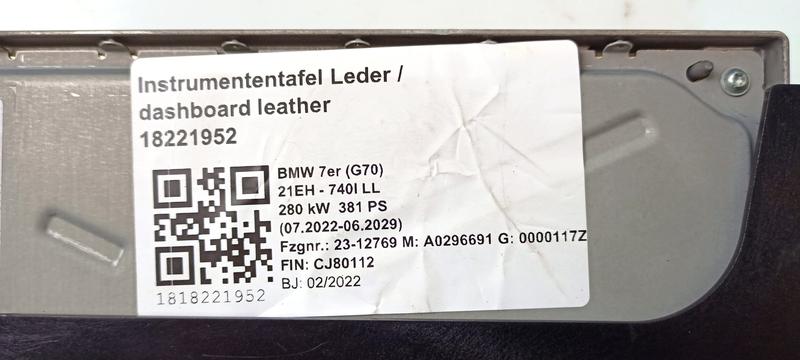 Instrumententafel Leder /
dashboard leather
18221952
BMW 7er (G70)
21EH - 740I LL
280 kW 381 PS
(07.2022-06.2029)
Fzgnr.: 23-12769 M: A0296691 G: 0000117Z
FIN: CJ80112
BJ: 02/2022
1818221952